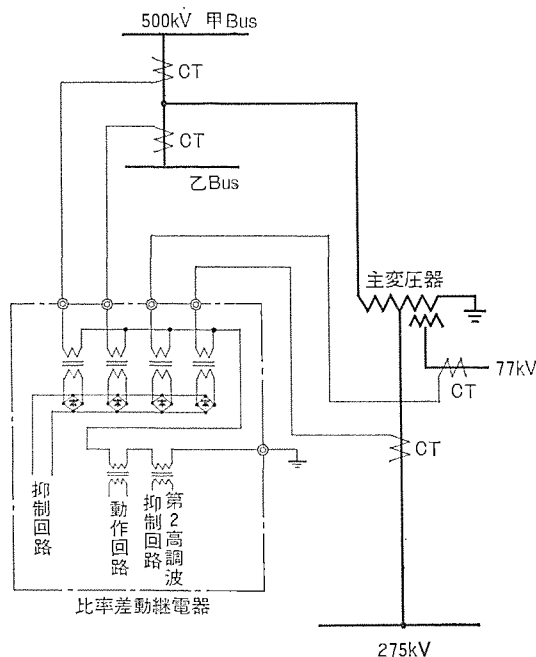 500kV 甲Bus
CT
CT
乙Bus
主変圧器
77kV
CT
CT
抑制回路
動作回路
抑制回路
第2高調波
比率差動継電器
275kV